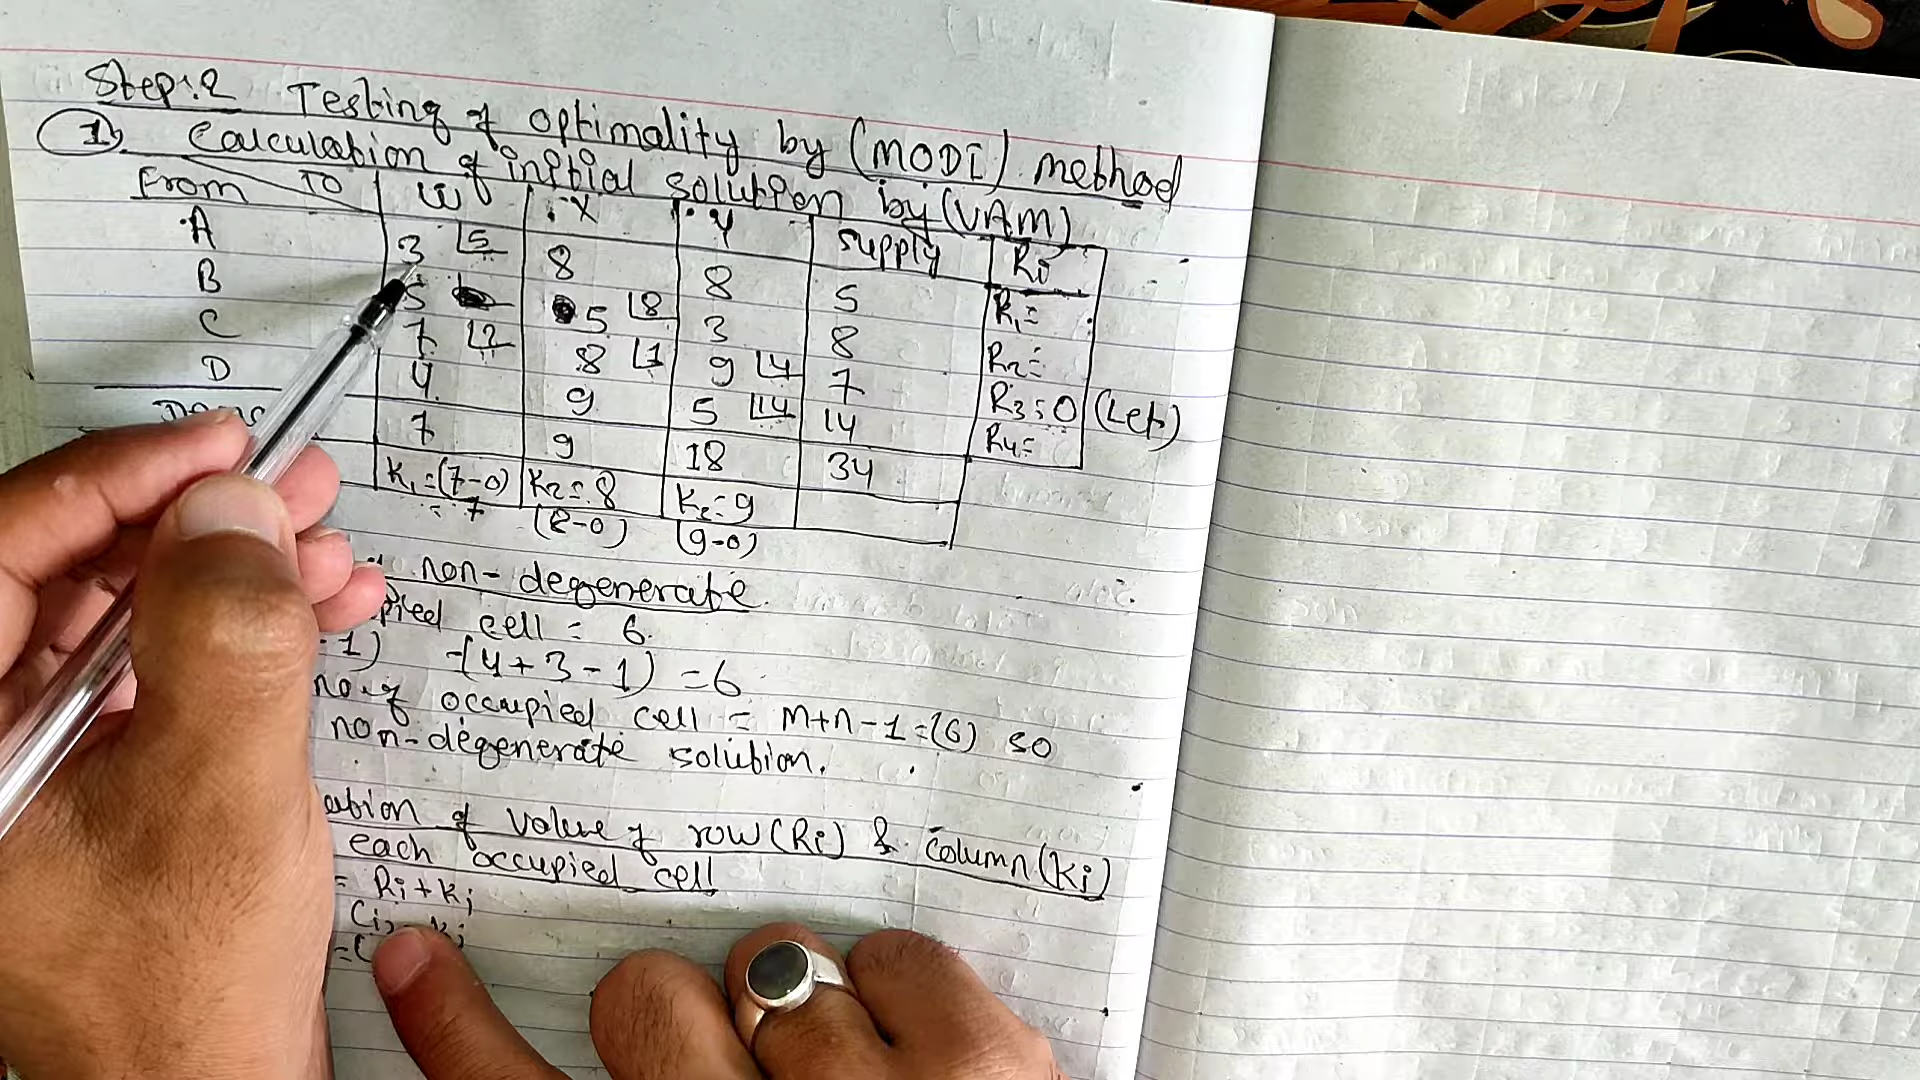 Step:2 Testing of optimality by (MODI) method
1). Calculation of initial solution by (VAM)
From TO W X Y supply Ri
A 3 5 8 8 5 R1=
B 5 5 8 3 8 R2=
C 7 2 8 1 9 4 7 R3=0 (Let)
D 4 9 5 14 14 R4=
7 9 18 34
K1=(7-0) K2=8 K3=9
=7 (8-0) (9-0)
non-degenerate
pied cell = 6.
-1) -(4+3-1) = 6
no. of occupied cell = m+n-1=(6) so
non-degenerate solution.
ation of value of row (Ri) & column (Kj)
each occupied cell
= Ri+Kj